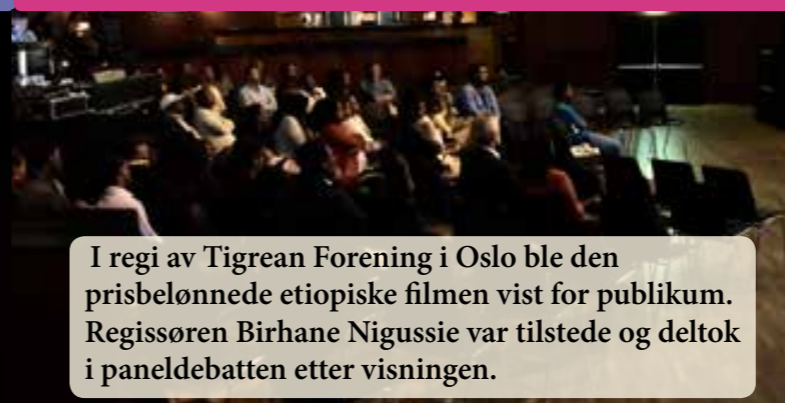 I regi av Tigrean Forening i Oslo ble den
prisbelønnede etiopiske filmen vist for publikum.
Regissøren Birhane Nigussie var tilstede og deltok
i paneldebatten etter visningen.